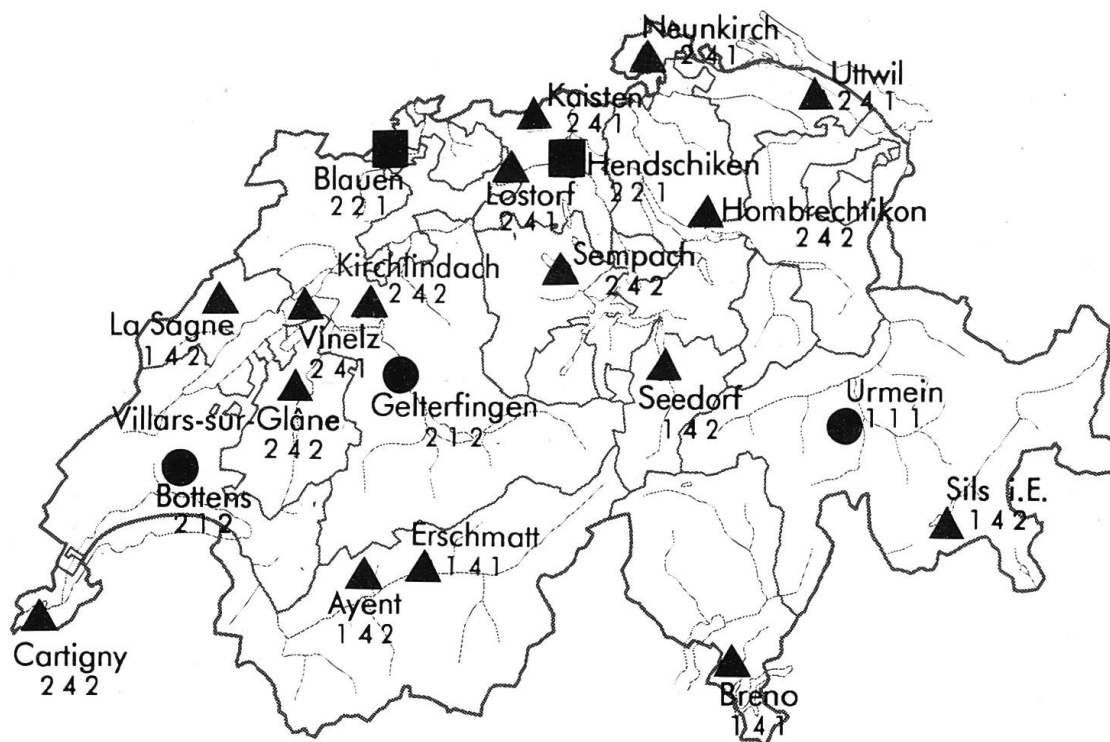 Neunkirch
2 4 1
Uttwil
2 4 1
Kaisten
2 4 1
Blauen
2 2 1
Lostorf
2 4 1
Hendschiken
2 2 1
Hombrechtikon
2 4 2
Kirchlindach
2 4 2
Sempach
2 4 2
La Sagne
1 4 2
Vinelz
2 4 1
Villars-sur-Glâne
2 4 2
Gelterfingen
2 1 2
Seedorf
1 4 2
Urmein
1 1 1
Bottens
2 1 2
Sils i.E.
1 4 2
Erschmatt
1 4 1
Ayent
1 4 2
Cartigny
2 4 2
Breno
1 4 1